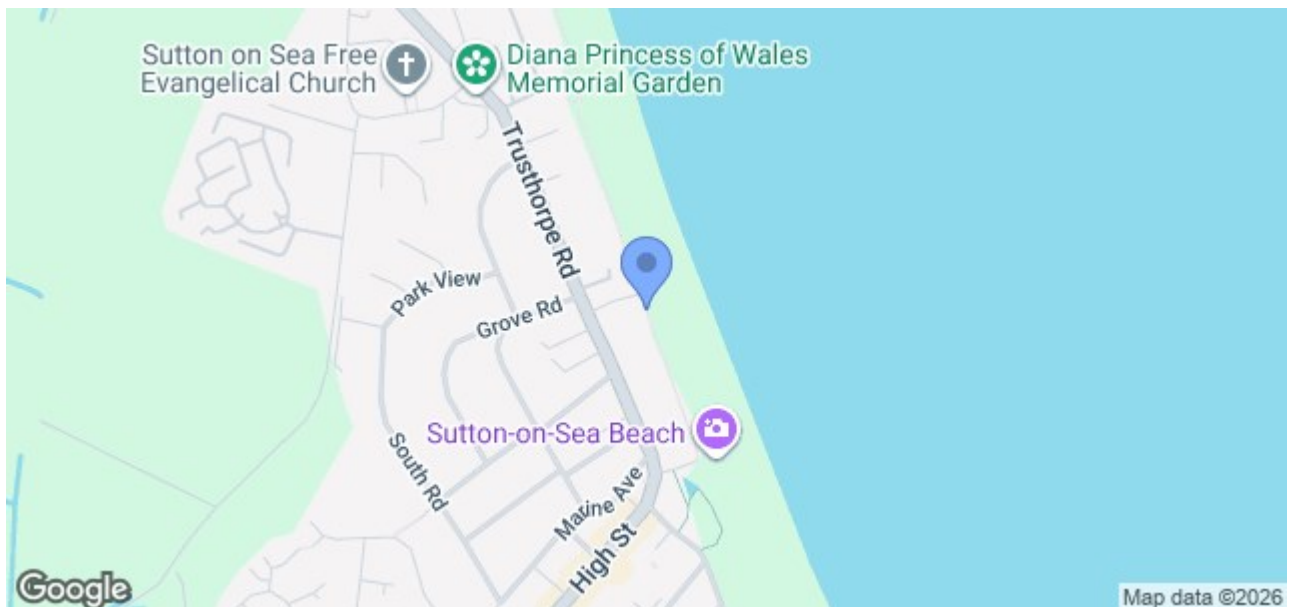 Sutton on Sea Free
Evangelical Church
Diana Princess of Wales
Memorial Garden
Trusthorpe Rd
Park View
Grove Rd
Sutton-on-Sea Beach
South Rd
Marine Ave
High St
Google
Map data ©2026